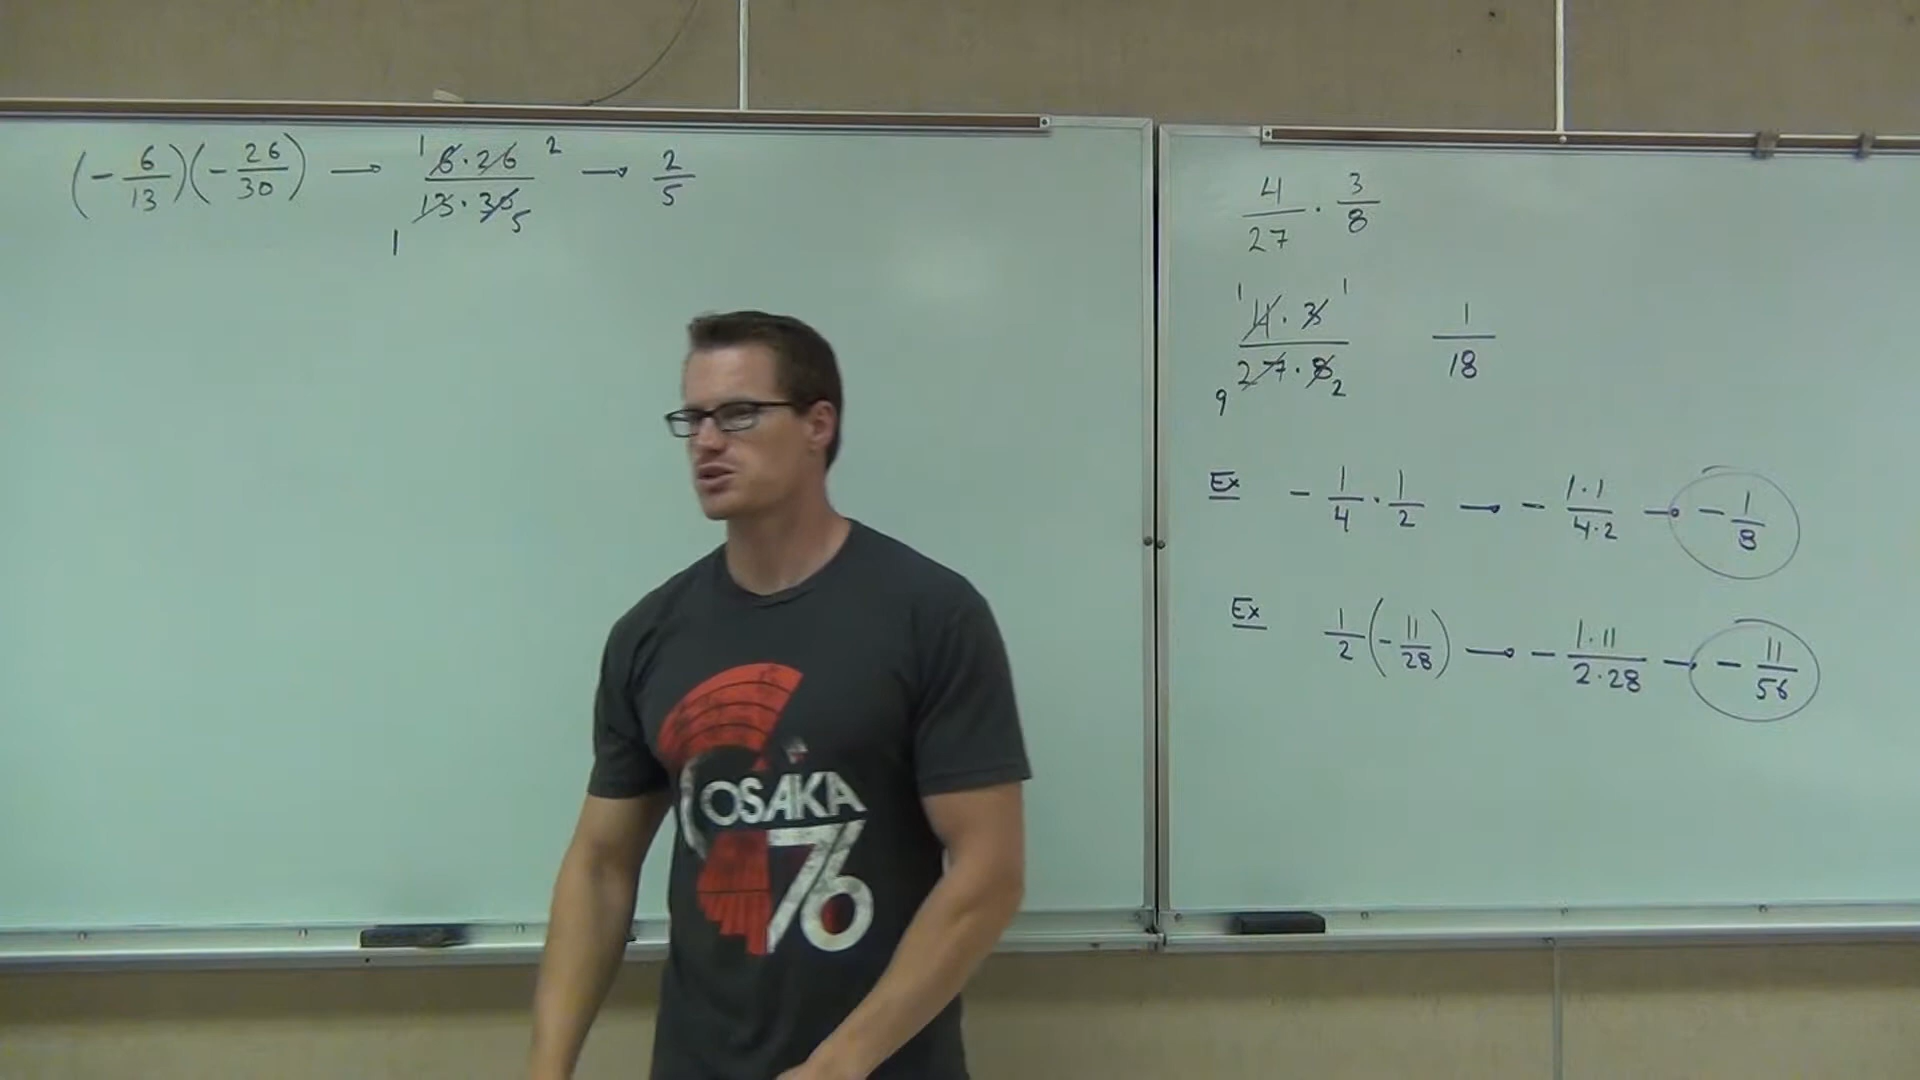 (- 6/13)(- 26/30) → 1 6·26 2 / 1 13·30 5 → 2/5
4/27 · 3/8
1 4·3 1 / 9 27·8 2   1/18
Ex - 1/4 · 1/2 → - 1·1/4·2 → - 1/8
Ex 1/2 (- 11/28) → - 1·11/2·28 → - 11/56
OSAKA
76